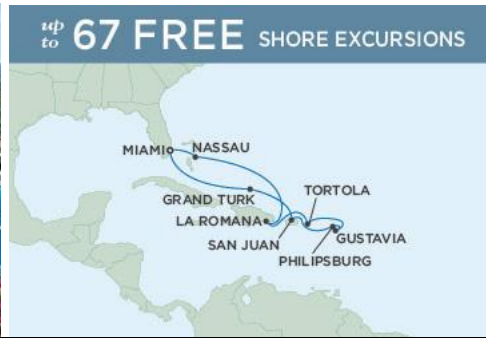 up to 67 FREE SHORE EXCURSIONS
MIAMI
NASSAU
GRAND TURK
TORTOLA
LA ROMANA
SAN JUAN
GUSTAVIA
PHILIPSBURG